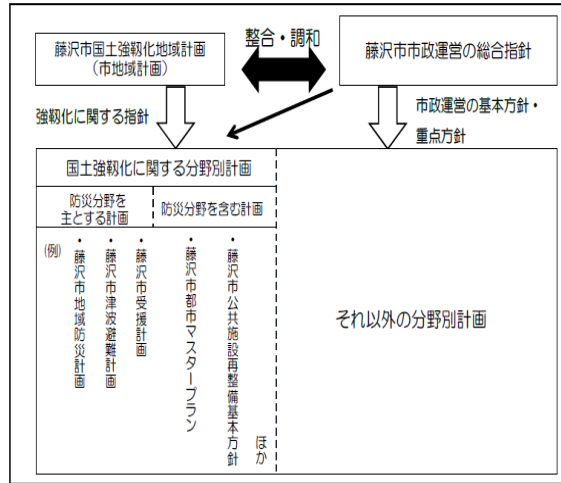 藤沢市国土強靱化地域計画
(市地域計画)
整合・調和
藤沢市市政運営の総合指針
強靱化に関する指針
市政運営の基本方針・
重点方針
国土強靱化に関する分野別計画
防災分野を
主とする計画
防災分野を含む計画
(例)
・藤沢市地域防災計画
・藤沢市津波避難計画
・藤沢市受援計画
・藤沢市都市マスタープラン
・藤沢市公共施設再整備基本方針
ほか
それ以外の分野別計画